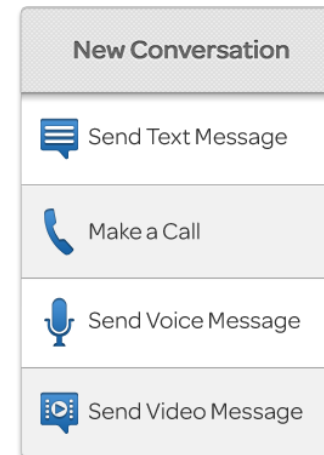 New Conversation
Send Text Message
Make a Call
Send Voice Message
Send Video Message